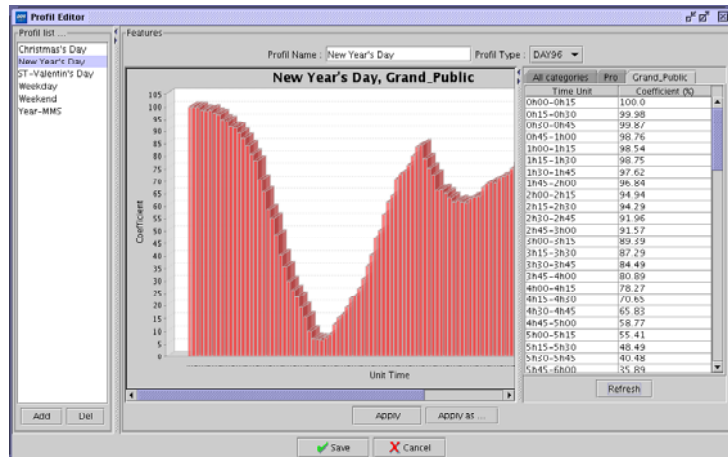 Profil Editor
Profil list ...
Christmas's Day
New Year's Day
ST-Valentin's Day
Weekday
Weekend
Year-MMS
Add Del
Features
Profil Name : New Year's Day Profil Type : DAY96
New Year's Day, Grand_Public
Coefficient
105
100
95
90
85
80
75
70
65
60
55
50
45
40
35
30
25
20
15
10
5
0
Unit Time
All categories Pro Grand_Public
Time Unit Coefficient (%)
0h00-0h15 100.0
0h15-0h30 99.98
0h30-0h45 99.87
0h45-1h00 98.76
1h00-1h15 98.54
1h15-1h30 98.75
1h30-1h45 97.62
1h45-2h00 96.84
2h00-2h15 94.94
2h15-2h30 94.29
2h30-2h45 91.96
2h45-3h00 91.57
3h00-3h15 89.39
3h15-3h30 87.29
3h30-3h45 84.49
3h45-4h00 80.89
4h00-4h15 78.27
4h15-4h30 70.65
4h30-4h45 65.83
4h45-5h00 58.77
5h00-5h15 55.41
5h15-5h30 48.49
5h30-5h45 40.48
5h45-6h00 35.89
Refresh
Apply Apply as ...
Save Cancel